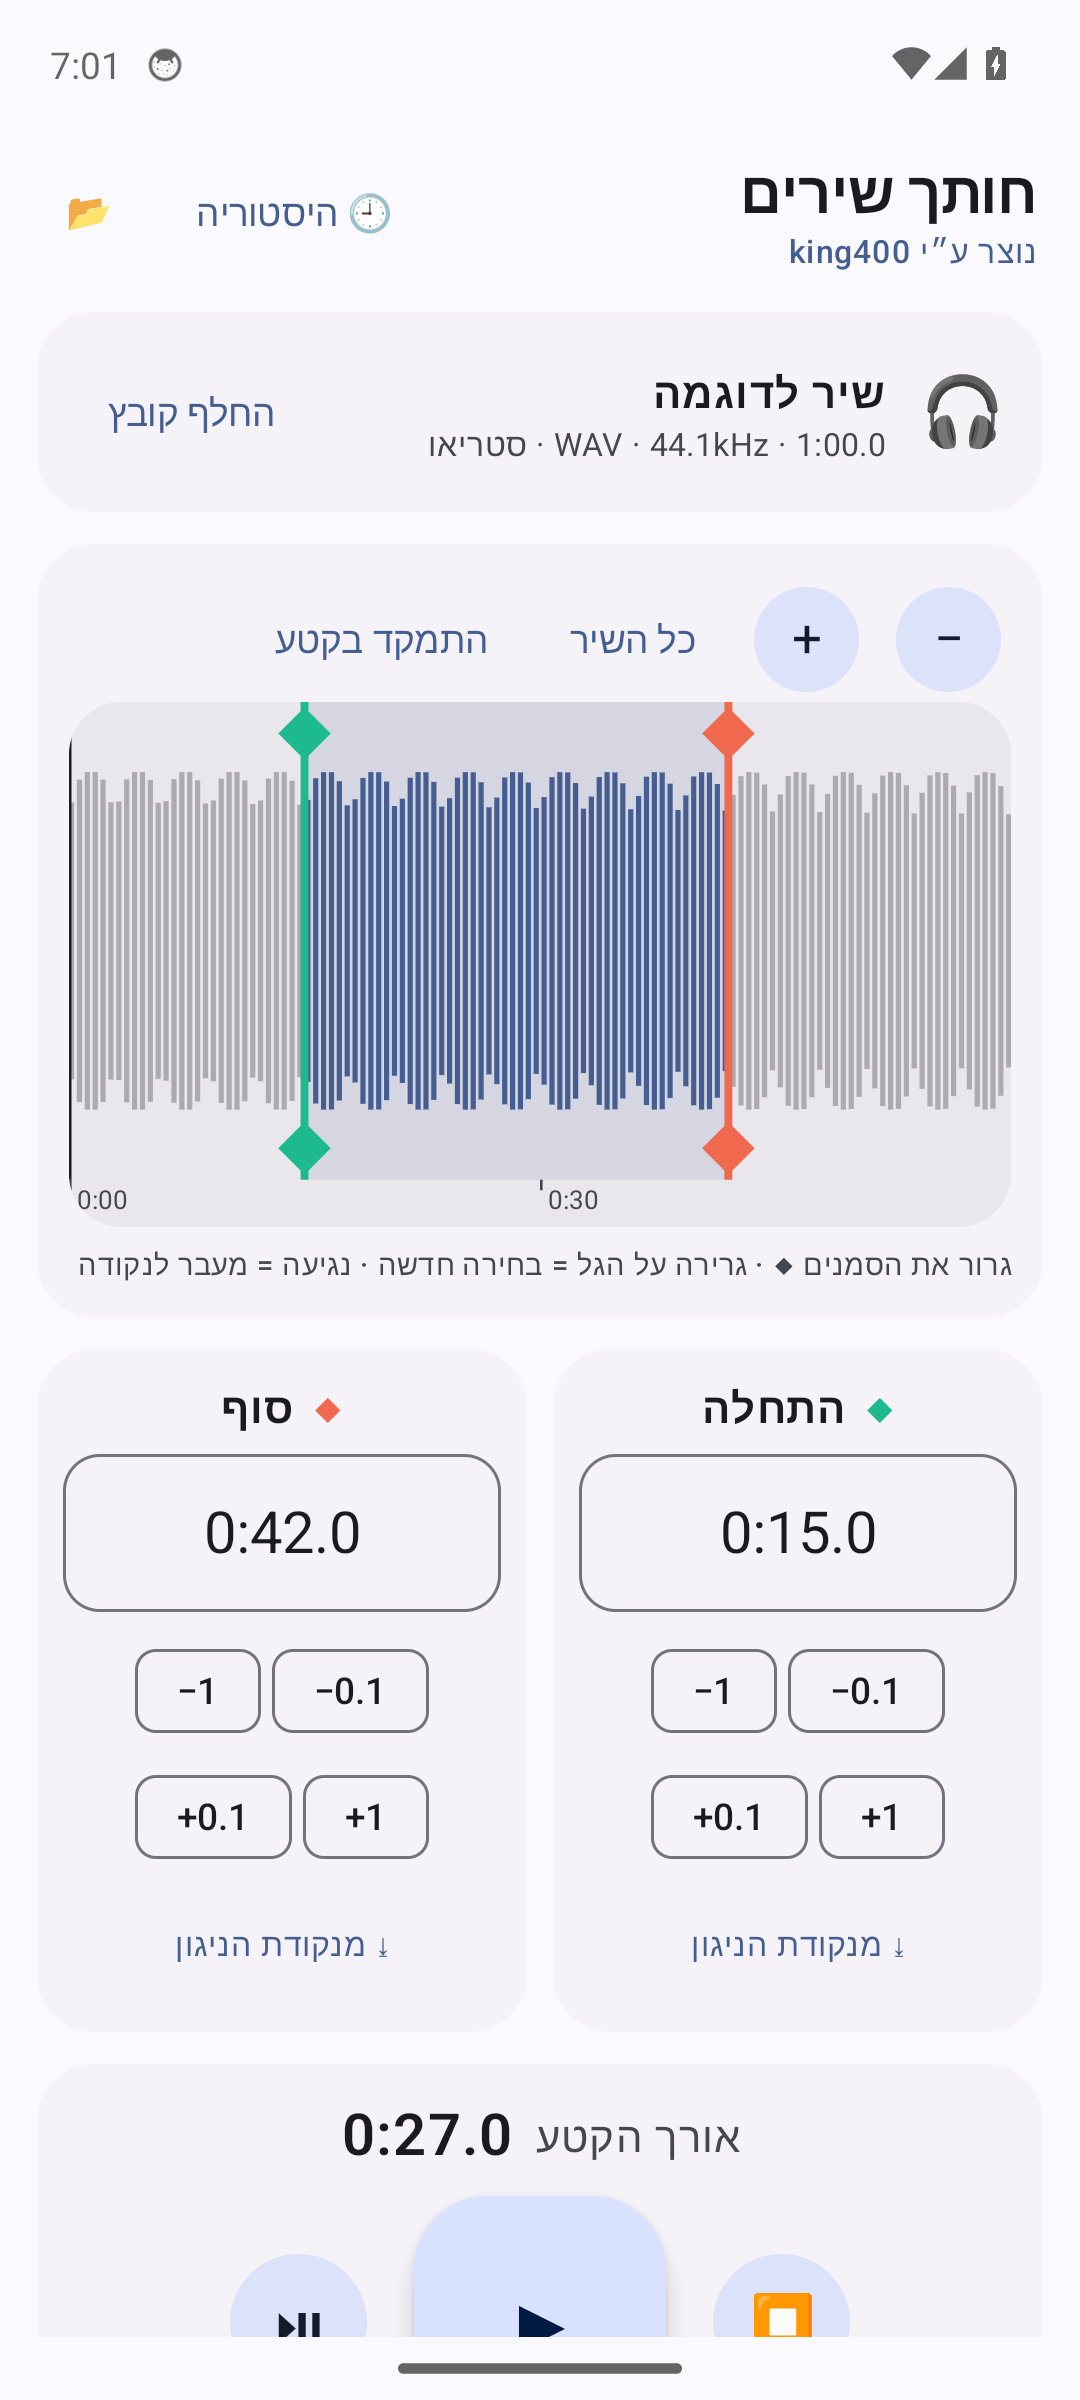 7:01
חותך שירים
נוצר ע״י king400
🕘 היסטוריה
📂
שיר לדוגמה
1:00.0 · 44.1kHz · WAV · סטריאו
החלף קובץ
−
+
כל השיר
התמקד בקטע
0:00
0:30
גרור את הסמנים ◆ · גרירה על הגל = בחירה חדשה · נגיעה = מעבר לנקודה
◆ התחלה
0:15.0
−1 −0.1
+0.1 +1
⤓ מנקודת הניגון
◆ סוף
0:42.0
−1 −0.1
+0.1 +1
⤓ מנקודת הניגון
אורך הקטע 0:27.0